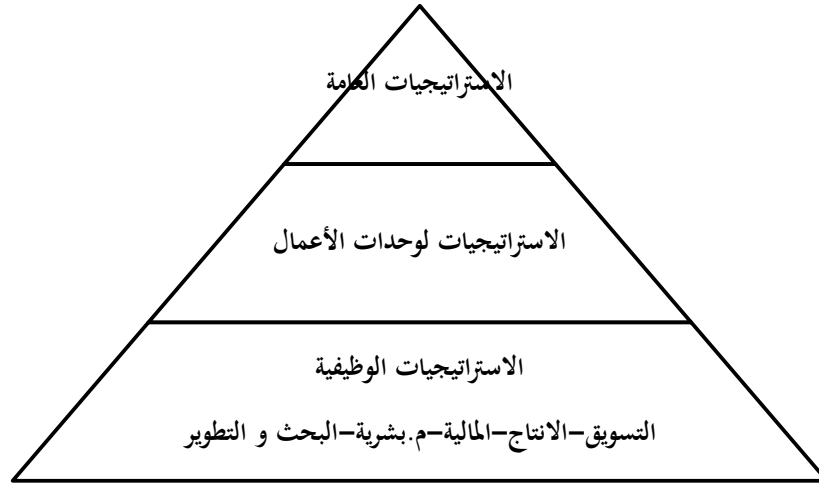 الاستراتيجيات العامة
الاستراتيجيات لوحدات الأعمال
الاستراتيجيات الوظيفية
التسويق-الانتاج-المالية-م.بشرية-البحث و التطوير